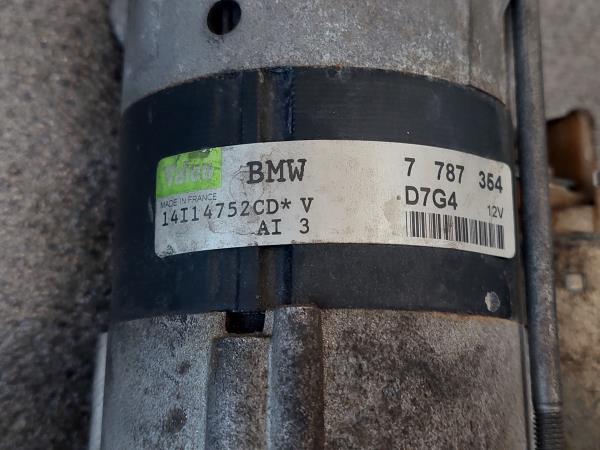 Valeo BMW 7 787 354
MADE IN FRANCE D7G4 12V
14I14752CD* V
AI 3